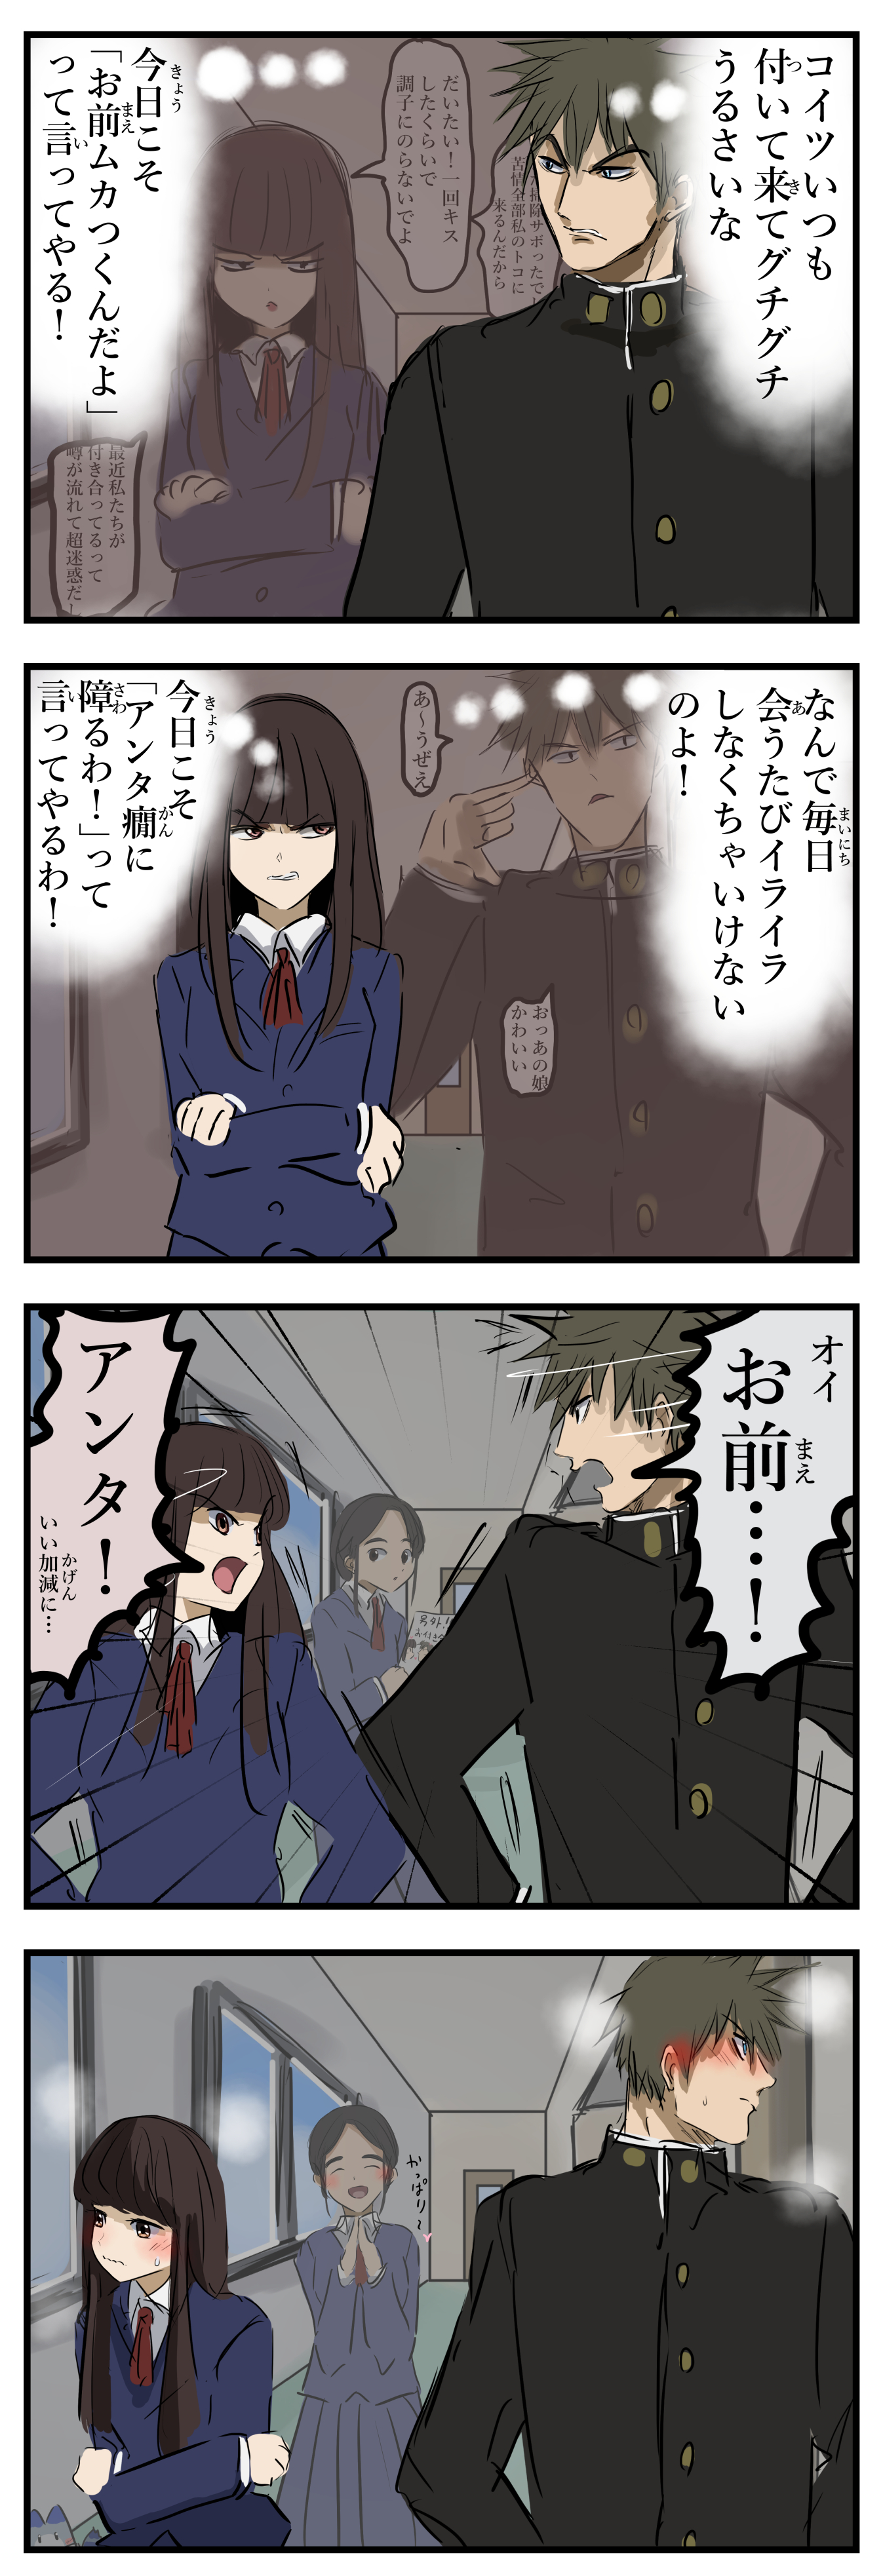 コイツいつも
付いて来てグチグチ
うるさいな
苦情全部私のトコに
来るんだから
だいたい!一回キス
したくらいで
調子にのらないでよ
今日こそ
「お前ムカつくんだよ」
って言ってやる!
最近私たちが
付き合ってるって
噂が流れて超迷惑だし
なんで毎日
会うたびイライラ
しなくちゃいけない
のよ!
あ〜うぜえ
おっあの娘
かわいい
今日こそ
「アンタ癇に
障るわ!」って
言ってやるわ!
オイ
お前……!
号外!
アンタ!
いい加減に…
かっぱり〜